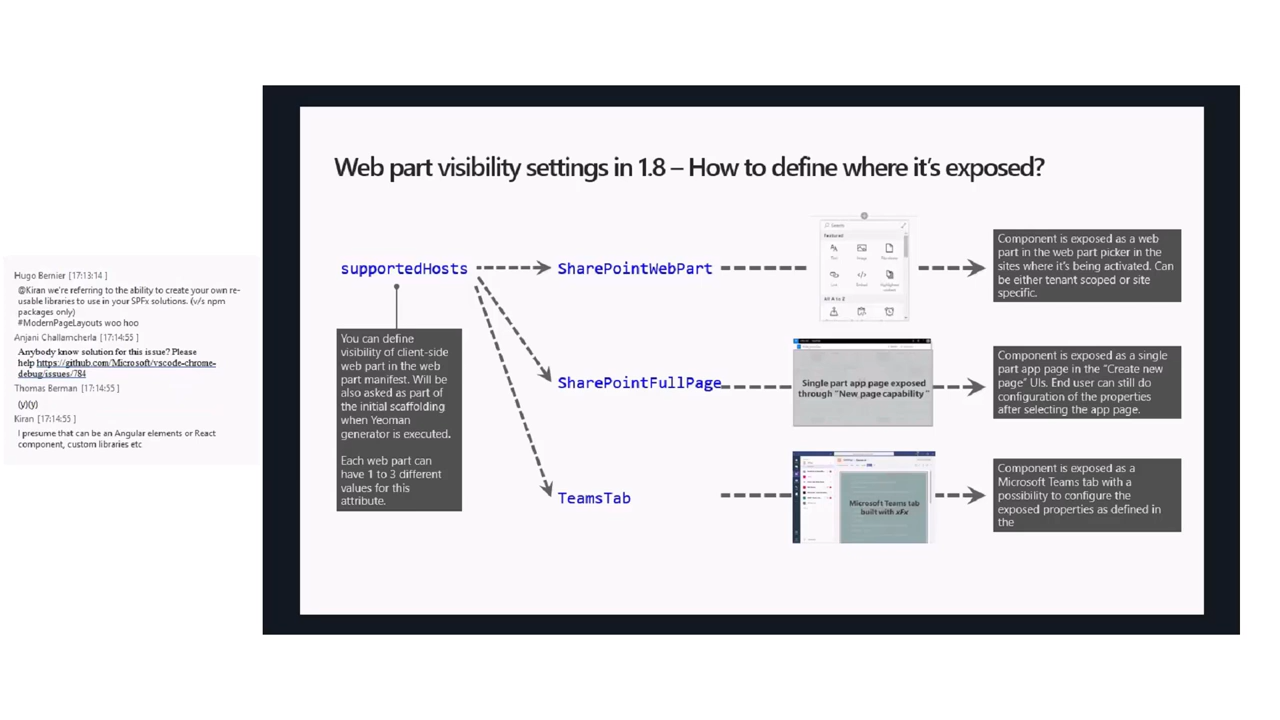 Hugo Bernier [17:13:14 ]
@Kiran we're referring to the ability to create your own re-
usable libraries to use in your SPFx solutions. (v/s npm
packages only)
#ModernPageLayouts woo hoo
Anjani Challamcherla [17:14:55 ]
Anybody know solution for this issue? Please
help https://github.com/Microsoft/vscode-chrome-
debug/issues/784
Thomas Berman [17:14:55 ]
(y)(y)
Kiran [17:14:55 ]
I presume that can be an Angular elements or React
component, custom libraries etc
Web part visibility settings in 1.8 – How to define where it's exposed?
supportedHosts
You can define
visibility of client-side
web part in the web
part manifest. Will be
also asked as part of
the initial scaffolding
when Yeoman
generator is executed.
Each web part can
have 1 to 3 different
values for this
attribute.
SharePointWebPart
Search
Featured
Text
Image
Link
Embed
Highlighted
content
All A to Z
Component is exposed as a web
part in the web part picker in the
sites where it's being activated. Can
be either tenant scoped or site
specific.
SharePointFullPage
Single part app page exposed
through "New page capability "
Component is exposed as a single
part app page in the "Create new
page" UIs. End user can still do
configuration of the properties
after selecting the app page.
TeamsTab
Microsoft Teams tab
built with xFx
Component is exposed as a
Microsoft Teams tab with a
possibility to configure the
exposed properties as defined in
the